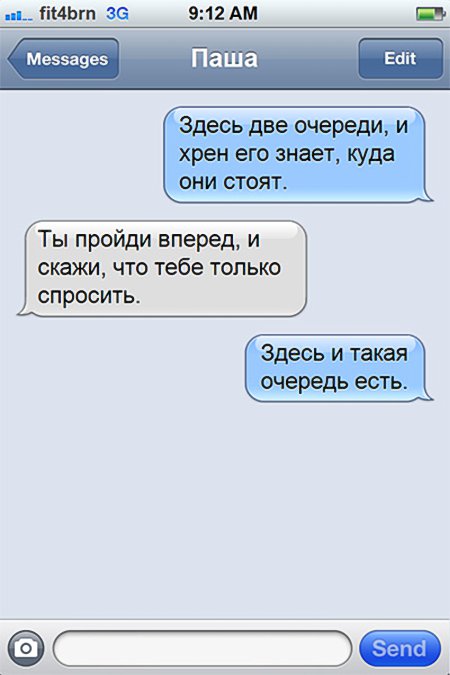 fit4brn 3G 9:12 AM
Messages Паша Edit
Здесь две очереди, и
хрен его знает, куда
они стоят.
Ты пройди вперед, и
скажи, что тебе только
спросить.
Здесь и такая
очередь есть.
Send